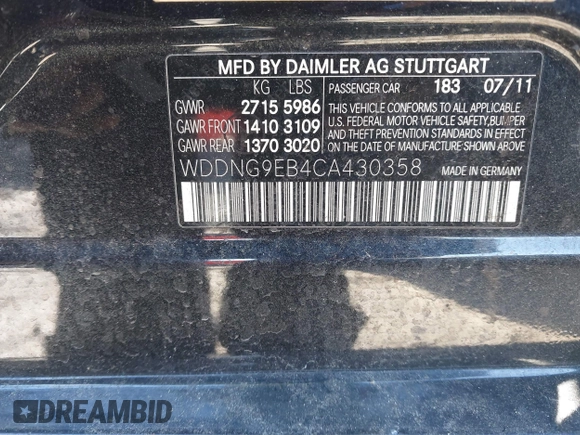 MFD BY DAIMLER AG STUTTGART
KG LBS PASSENGER CAR 183 07/11
GVWR 2715 5986 THIS VEHICLE CONFORMS TO ALL APPLICABLE
U.S. FEDERAL MOTOR VEHICLE SAFETY,BUMPER
GAWR FRONT 1410 3109 AND THEFT PREVENTION STANDARDS IN EFFECT
GAWR REAR 1370 3020 ON THE DATE OF MANUFACTURE SHOWN ABOVE.
WDDNG9EB4CA430358 MADE IN GERMANY
DREAMBID